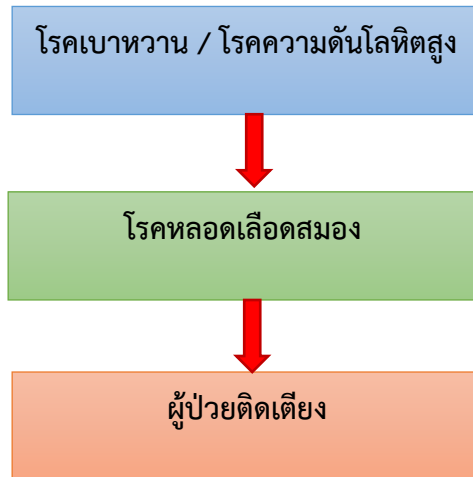 โรคเบาหวาน / โรคความดันโลหิตสูง
โรคหลอดเลือดสมอง
ผู้ป่วยติดเตียง